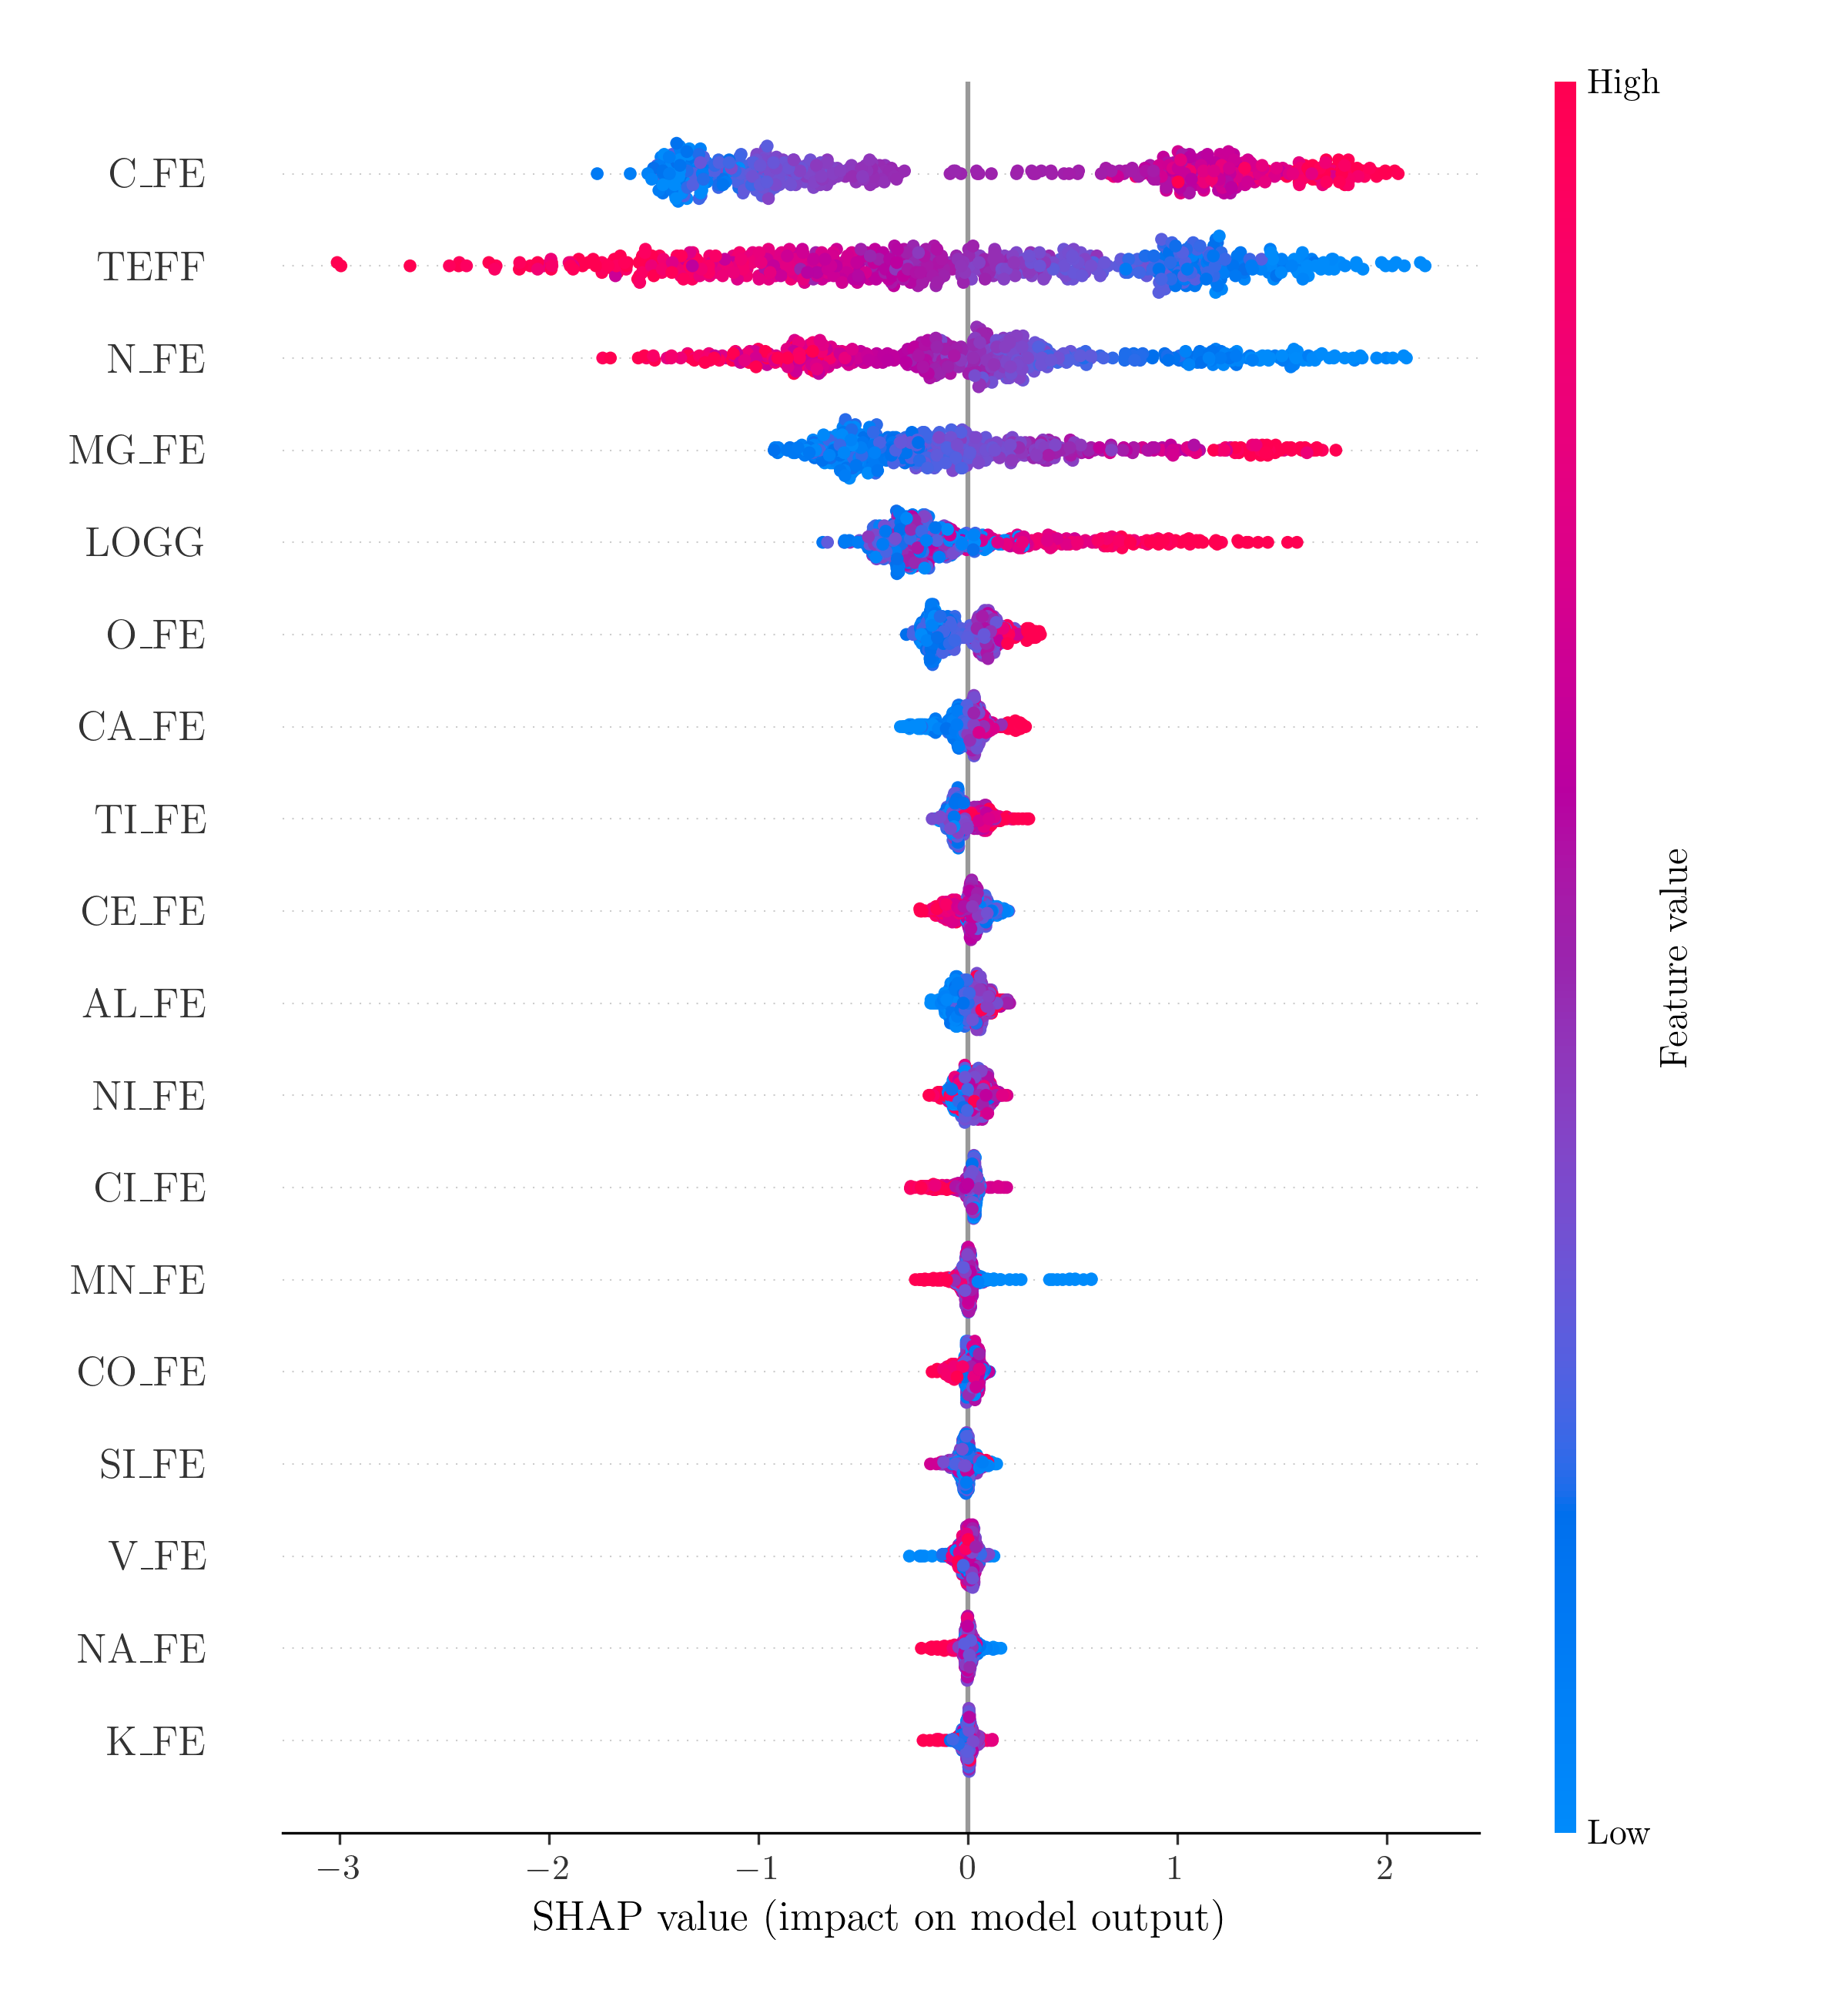 High
C_FE
TEFF
N_FE
MG_FE
LOGG
O_FE
CA_FE
TI_FE
CE_FE
AL_FE
NI_FE
CI_FE
MN_FE
CO_FE
SI_FE
V_FE
NA_FE
K_FE
Feature value
Low
−3 −2 −1 0 1 2
SHAP value (impact on model output)